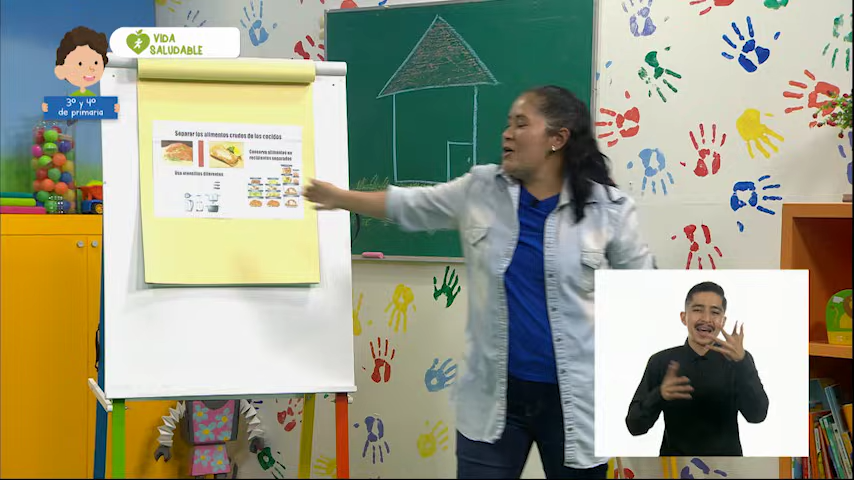 VIDA
SALUDABLE
3º y 4º
de primaria
Separar los alimentos crudos de los cocidos
Conserva alimentos en
recipientes separados
Usa utensilios diferentes